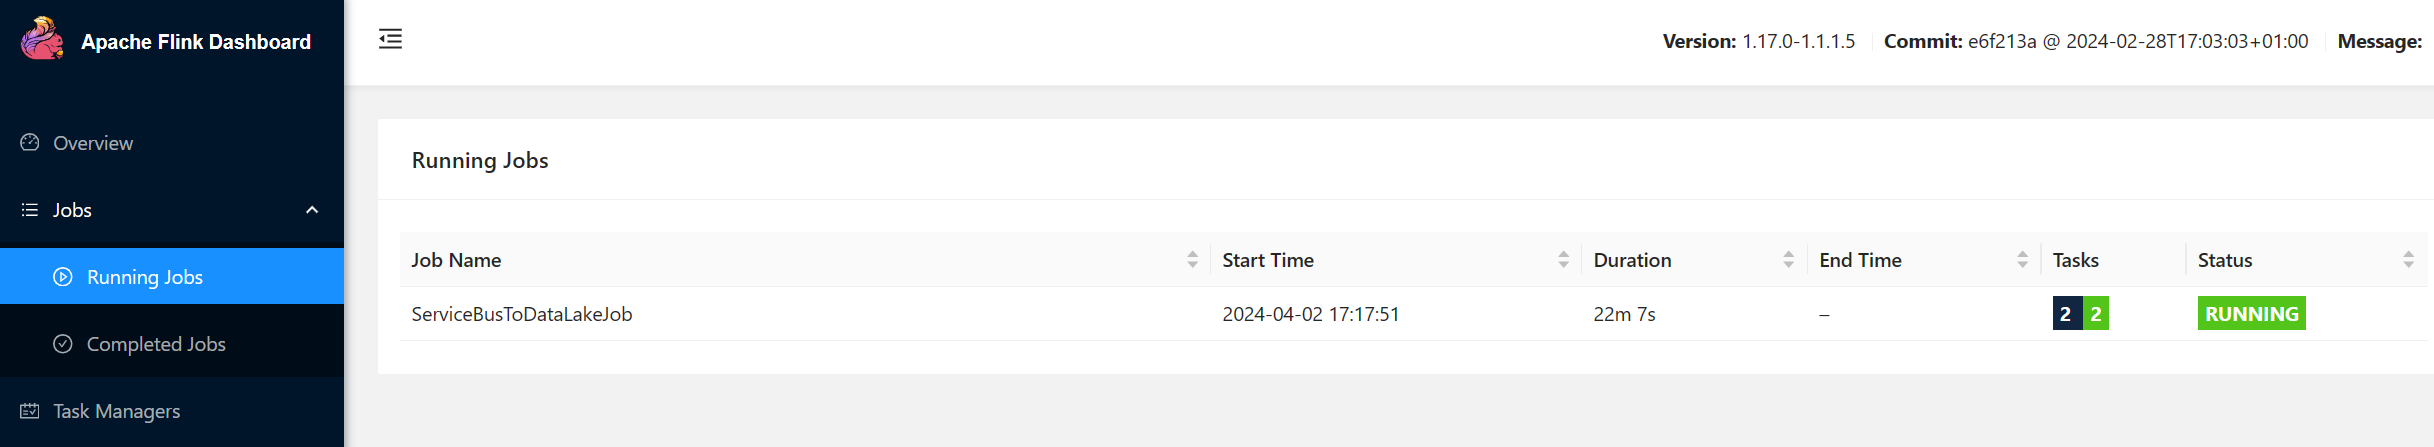 Apache Flink Dashboard
Version: 1.17.0-1.1.1.5 Commit: e6f213a @ 2024-02-28T17:03:03+01:00 Message:
Overview
Jobs
Running Jobs
Completed Jobs
Task Managers
Running Jobs
Job Name Start Time Duration End Time Tasks Status
ServiceBusToDataLakeJob 2024-04-02 17:17:51 22m 7s – 2 2 RUNNING